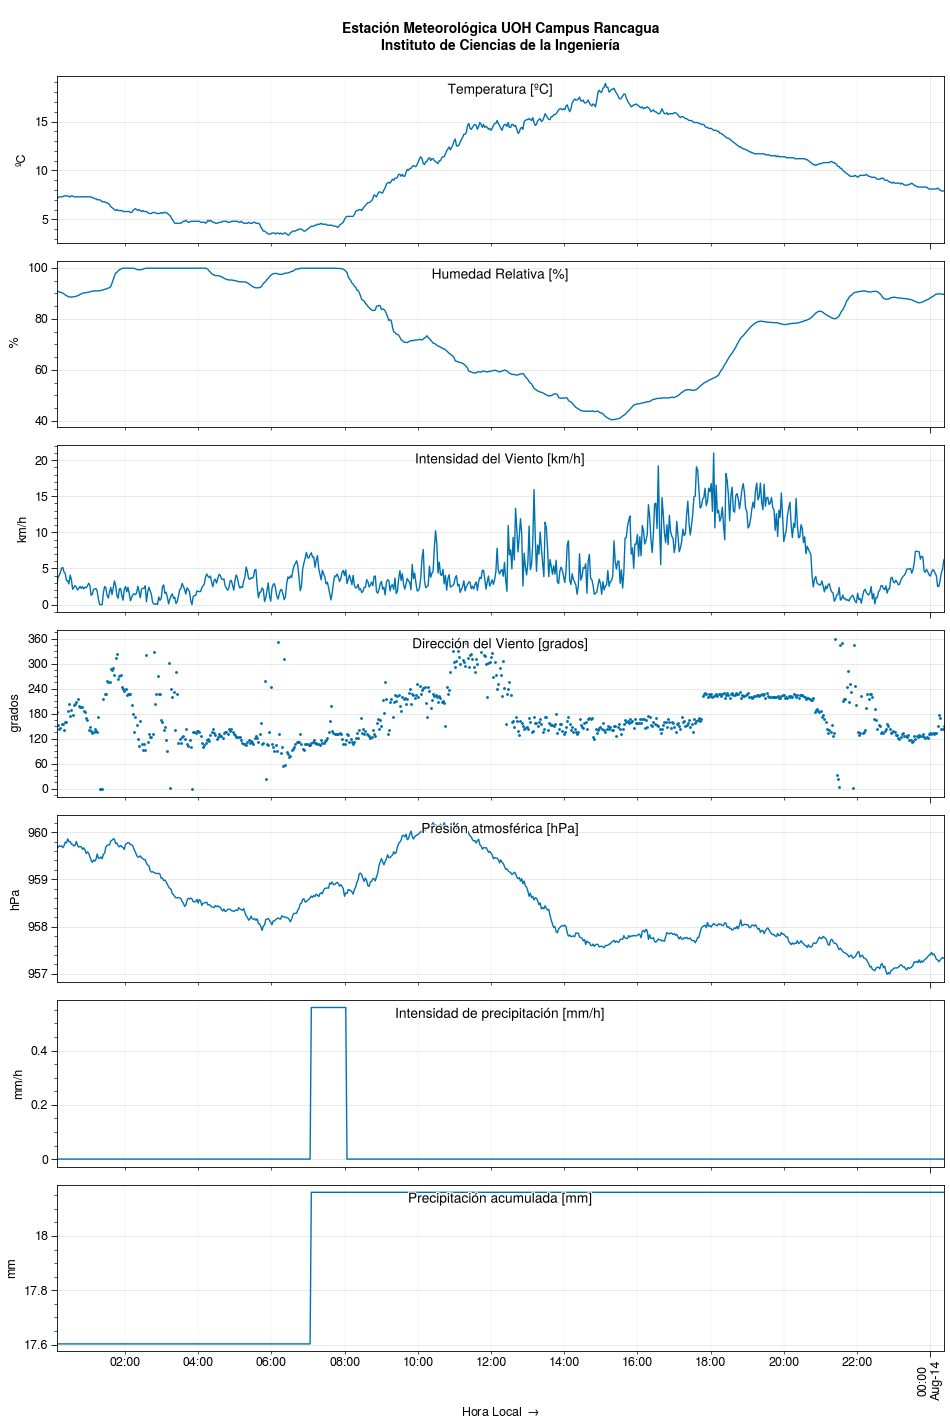 Estación Meteorológica UOH Campus Rancagua
Instituto de Ciencias de la Ingeniería
Temperatura [ºC]
ºC
15
10
5
Humedad Relativa [%]
%
100
80
60
40
Intensidad del Viento [km/h]
km/h
20
15
10
5
0
Dirección del Viento [grados]
grados
360
300
240
180
120
60
0
Presión atmosférica [hPa]
hPa
960
959
958
957
Intensidad de precipitación [mm/h]
mm/h
0.4
0.2
0
Precipitación acumulada [mm]
mm
18
17.8
17.6
02:00 04:00 06:00 08:00 10:00 12:00 14:00 16:00 18:00 20:00 22:00 00:00
Aug-14
Hora Local →